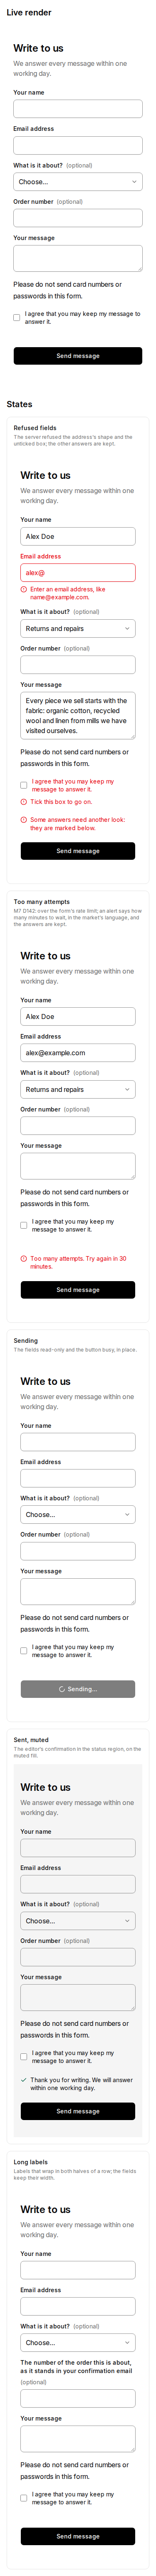 Live render
Write to us
We answer every message within one
working day.
Your name
Email address
What is it about? (optional)
Choose...
Order number (optional)
Your message
Please do not send card numbers or
passwords in this form.
I agree that you may keep my message to
answer it.
Send message
States
Refused fields
The server refused the address's shape and the
unticked box; the other answers are kept.
Write to us
We answer every message within one
working day.
Your name
Alex Doe
Email address
alex@
Enter an email address, like
name@example.com.
What is it about? (optional)
Returns and repairs
Order number (optional)
Your message
Every piece we sell starts with the
fabric: organic cotton, recycled
wool and linen from mills we have
visited ourselves.
Please do not send card numbers or
passwords in this form.
I agree that you may keep my
message to answer it.
Tick this box to go on.
Some answers need another look:
they are marked below.
Send message
Too many attempts
M7 D142: over the form's rate limit; an alert says how
many minutes to wait, in the market's language, and
the answers are kept.
Write to us
We answer every message within one
working day.
Your name
Alex Doe
Email address
alex@example.com
What is it about? (optional)
Returns and repairs
Order number (optional)
Your message
Please do not send card numbers or
passwords in this form.
I agree that you may keep my
message to answer it.
Too many attempts. Try again in 30
minutes.
Send message
Sending
The fields read-only and the button busy, in place.
Write to us
We answer every message within one
working day.
Your name
Email address
What is it about? (optional)
Choose...
Order number (optional)
Your message
Please do not send card numbers or
passwords in this form.
I agree that you may keep my
message to answer it.
Sending...
Sent, muted
The editor's confirmation in the status region, on the
muted fill.
Write to us
We answer every message within one
working day.
Your name
Email address
What is it about? (optional)
Choose...
Order number (optional)
Your message
Please do not send card numbers or
passwords in this form.
I agree that you may keep my
message to answer it.
Thank you for writing. We will answer
within one working day.
Send message
Long labels
Labels that wrap in both halves of a row; the fields
keep their width.
Write to us
We answer every message within one
working day.
Your name
Email address
What is it about? (optional)
Choose...
The number of the order this is about,
as it stands in your confirmation email
(optional)
Your message
Please do not send card numbers or
passwords in this form.
I agree that you may keep my
message to answer it.
Send message